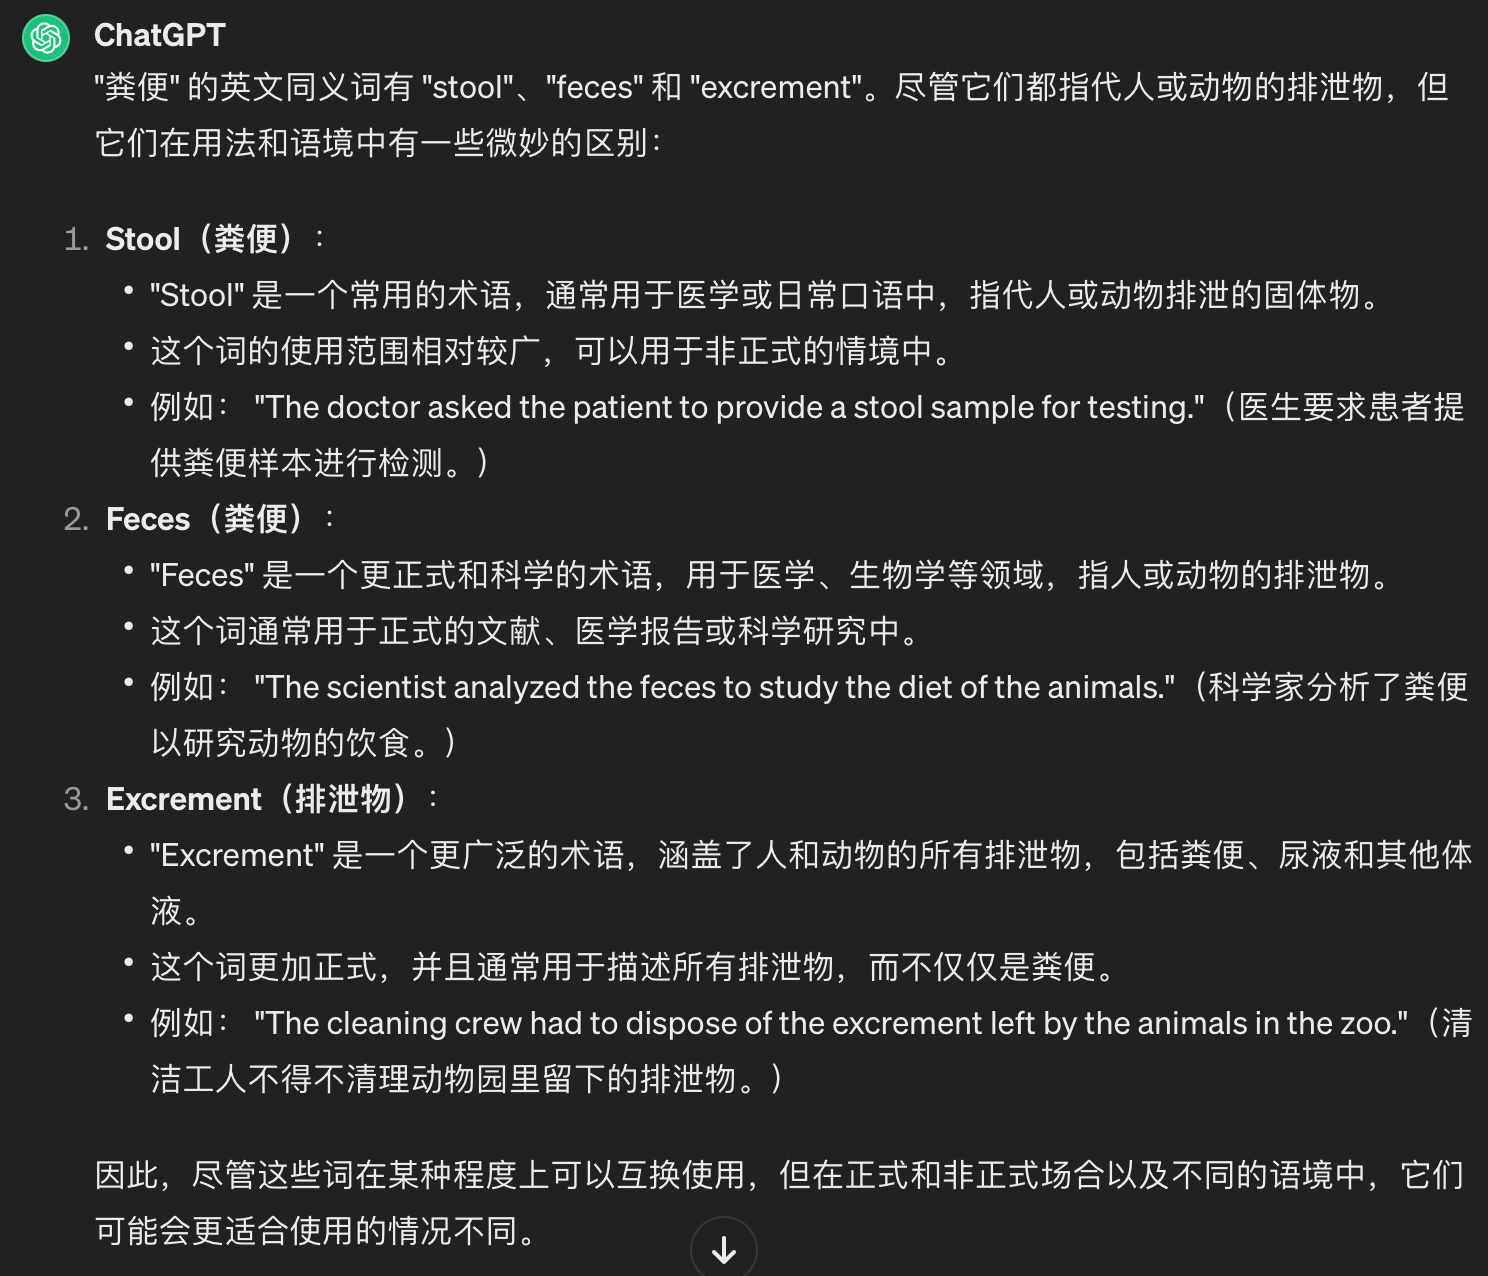 ChatGPT
"粪便" 的英文同义词有 "stool"、"feces" 和 "excrement"。尽管它们都指代人或动物的排泄物，但
它们在用法和语境中有一些微妙的区别：
1. Stool（粪便）：
• "Stool" 是一个常用的术语，通常用于医学或日常口语中，指代人或动物排泄的固体物。
• 这个词的使用范围相对较广，可以用于非正式的情境中。
• 例如： "The doctor asked the patient to provide a stool sample for testing."（医生要求患者提
供粪便样本进行检测。）
2. Feces（粪便）：
• "Feces" 是一个更正式和科学的术语，用于医学、生物学等领域，指人或动物的排泄物。
• 这个词通常用于正式的文献、医学报告或科学研究中。
• 例如： "The scientist analyzed the feces to study the diet of the animals."（科学家分析了粪便
以研究动物的饮食。）
3. Excrement（排泄物）：
• "Excrement" 是一个更广泛的术语，涵盖了人和动物的所有排泄物，包括粪便、尿液和其他体
液。
• 这个词更加正式，并且通常用于描述所有排泄物，而不仅仅是粪便。
• 例如： "The cleaning crew had to dispose of the excrement left by the animals in the zoo."（清
洁工人不得不清理动物园里留下的排泄物。）
因此，尽管这些词在某种程度上可以互换使用，但在正式和非正式场合以及不同的语境中，它们
可能会更适合使用的情况不同。